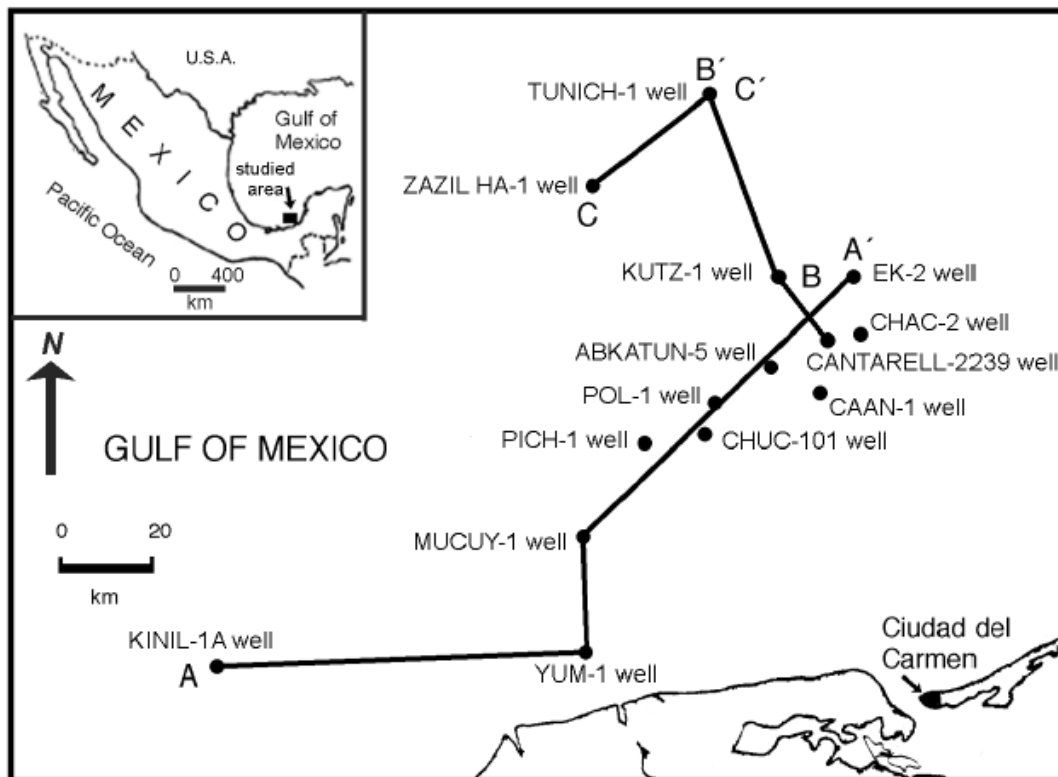 U.S.A.
MEXICO
Gulf of
Mexico
studied
area
Pacific Ocean
0 400
km
B´
TUNICH-1 well C´
ZAZIL HA-1 well
C
A´
KUTZ-1 well B EK-2 well
CHAC-2 well
ABKATUN-5 well
CANTARELL-2239 well
POL-1 well
CAAN-1 well
PICH-1 well CHUC-101 well
N
GULF OF MEXICO
0 20
km
MUCUY-1 well
KINIL-1A well
A
YUM-1 well
Ciudad del
Carmen